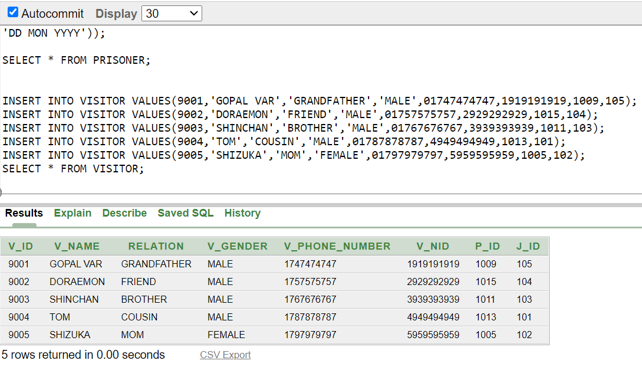 Autocommit Display 30
'DD MON YYYY'));
SELECT * FROM PRISONER;
INSERT INTO VISITOR VALUES(9001,'GOPAL VAR','GRANDFATHER','MALE',01747474747,1919191919,1009,105);
INSERT INTO VISITOR VALUES(9002,'DORAEMON','FRIEND','MALE',01757575757,2929292929,1015,104);
INSERT INTO VISITOR VALUES(9003,'SHINCHAN','BROTHER','MALE',01767676767,3939393939,1011,103);
INSERT INTO VISITOR VALUES(9004,'TOM','COUSIN','MALE',01787878787,4949494949,1013,101);
INSERT INTO VISITOR VALUES(9005,'SHIZUKA','MOM','FEMALE',01797979797,5959595959,1005,102);
SELECT * FROM VISITOR;
Results Explain Describe Saved SQL History
V_ID V_NAME RELATION V_GENDER V_PHONE_NUMBER V_NID P_ID J_ID
9001 GOPAL VAR GRANDFATHER MALE 1747474747 1919191919 1009 105
9002 DORAEMON FRIEND MALE 1757575757 2929292929 1015 104
9003 SHINCHAN BROTHER MALE 1767676767 3939393939 1011 103
9004 TOM COUSIN MALE 1787878787 4949494949 1013 101
9005 SHIZUKA MOM FEMALE 1797979797 5959595959 1005 102
5 rows returned in 0.00 seconds CSV Export